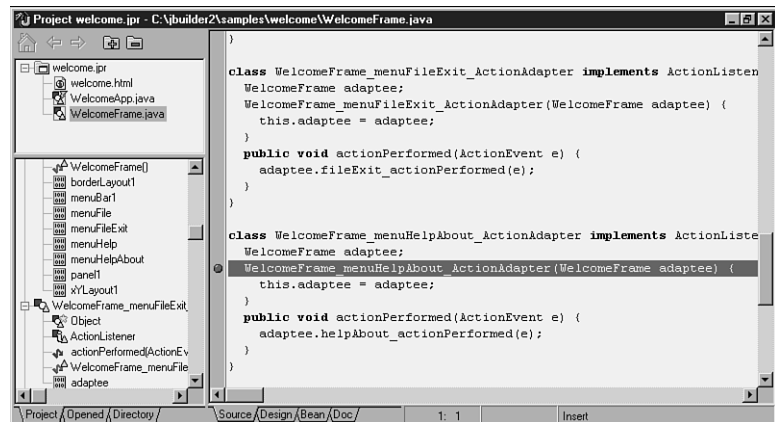 Project welcome.jpr - C:\jbuilder2\samples\welcome\WelcomeFrame.java
welcome.jpr
welcome.html
WelcomeApp.java
WelcomeFrame.java
WelcomeFrame()
borderLayout1
menuBar1
menuFile
menuFileExit
menuHelp
menuHelpAbout
panel1
xYLayout1
WelcomeFrame_menuFileExit_
Object
ActionListener
actionPerformed(ActionEv
WelcomeFrame_menuFile
adaptee
Project Opened Directory
}
class WelcomeFrame_menuFileExit_ActionAdapter implements ActionListen
WelcomeFrame adaptee;
WelcomeFrame_menuFileExit_ActionAdapter(WelcomeFrame adaptee) {
this.adaptee = adaptee;
}
public void actionPerformed(ActionEvent e) {
adaptee.fileExit_actionPerformed(e);
}
}
class WelcomeFrame_menuHelpAbout_ActionAdapter implements ActionListe
WelcomeFrame adaptee;
WelcomeFrame_menuHelpAbout_ActionAdapter(WelcomeFrame adaptee) {
this.adaptee = adaptee;
}
public void actionPerformed(ActionEvent e) {
adaptee.helpAbout_actionPerformed(e);
}
}
Source Design Bean Doc
1: 1
Insert